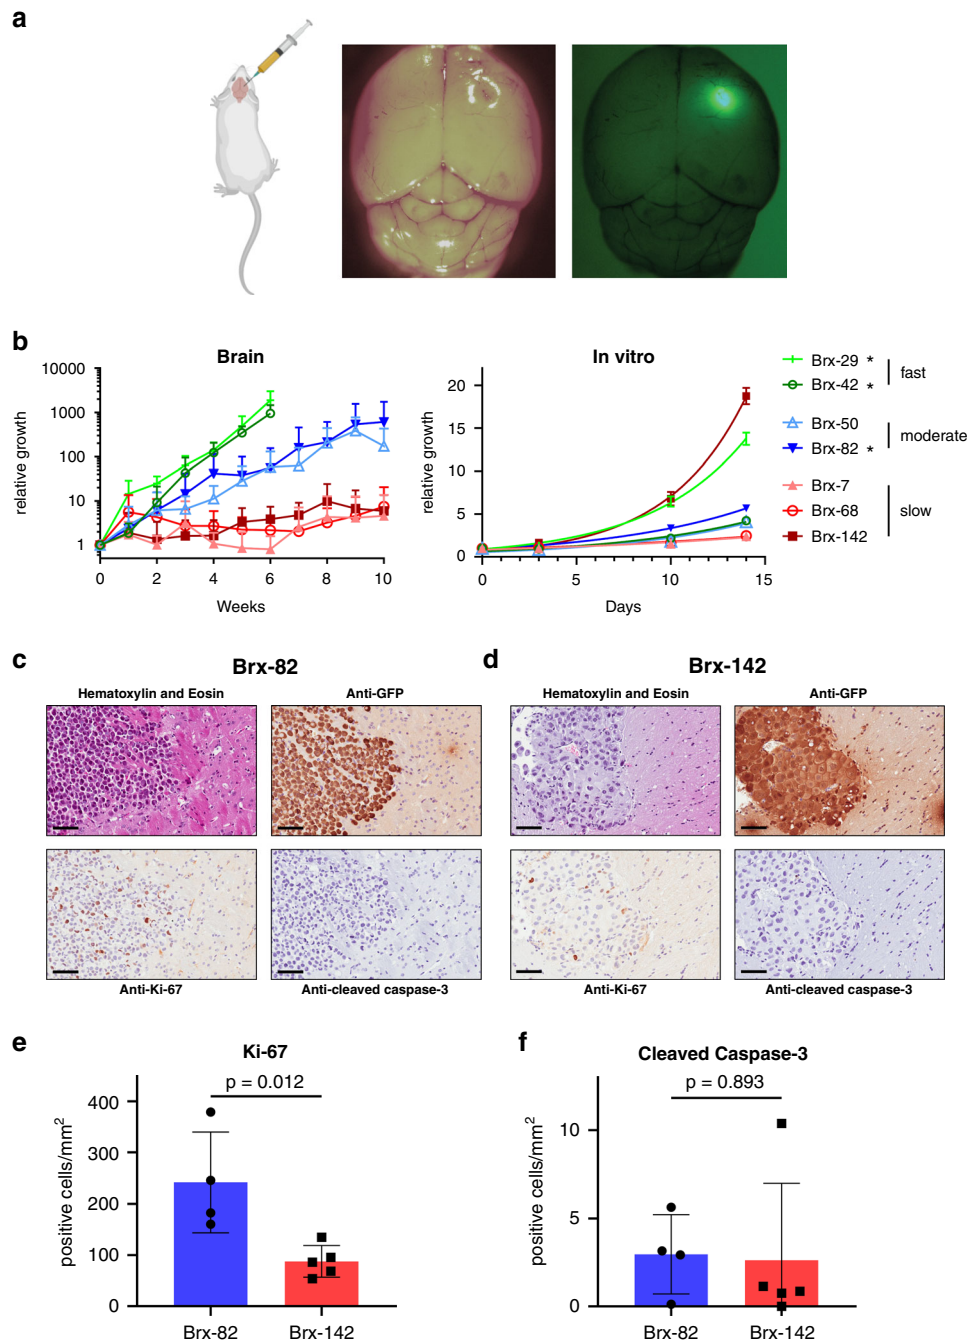 a
b
Brain
In vitro
relative growth
10000
1000
100
10
1
0
2
4
6
8
10
Weeks
relative growth
20
15
10
5
0
0
5
10
15
Days
Brx-29 *
Brx-42 *
fast
Brx-50
Brx-82 *
moderate
Brx-7
Brx-68
Brx-142
slow
c
Brx-82
Hematoxylin and Eosin
Anti-GFP
Anti-Ki-67
Anti-cleaved caspase-3
d
Brx-142
Hematoxylin and Eosin
Anti-GFP
Anti-Ki-67
Anti-cleaved caspase-3
e
Ki-67
p = 0.012
positive cells/mm²
400
300
200
100
0
Brx-82
Brx-142
f
Cleaved Caspase-3
p = 0.893
positive cells/mm²
10
5
0
Brx-82
Brx-142